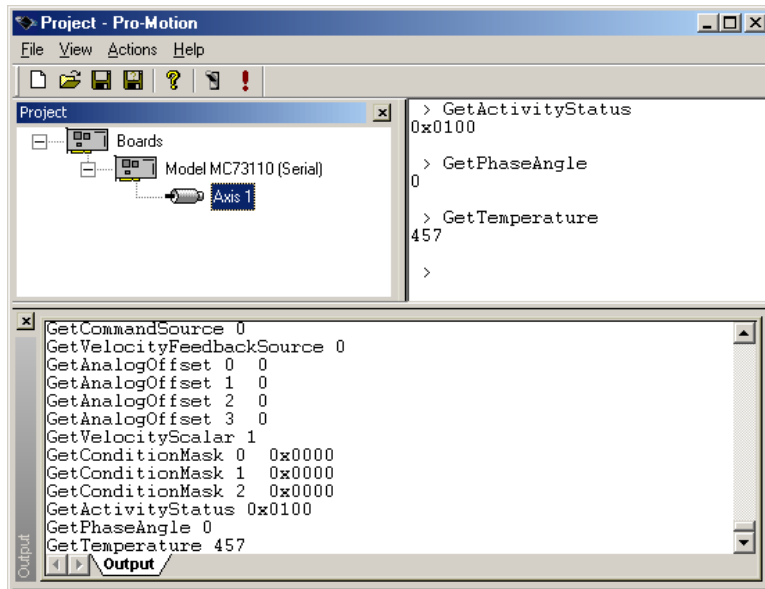 Project - Pro-Motion
File View Actions Help
Project
Boards
Model MC73110 (Serial)
Axis 1
> GetActivityStatus
0x0100
> GetPhaseAngle
0
> GetTemperature
457
>
GetCommandSource 0
GetVelocityFeedbackSource 0
GetAnalogOffset 0 0
GetAnalogOffset 1 0
GetAnalogOffset 2 0
GetAnalogOffset 3 0
GetVelocityScalar 1
GetConditionMask 0 0x0000
GetConditionMask 1 0x0000
GetConditionMask 2 0x0000
GetActivityStatus 0x0100
GetPhaseAngle 0
GetTemperature 457
Output
Output